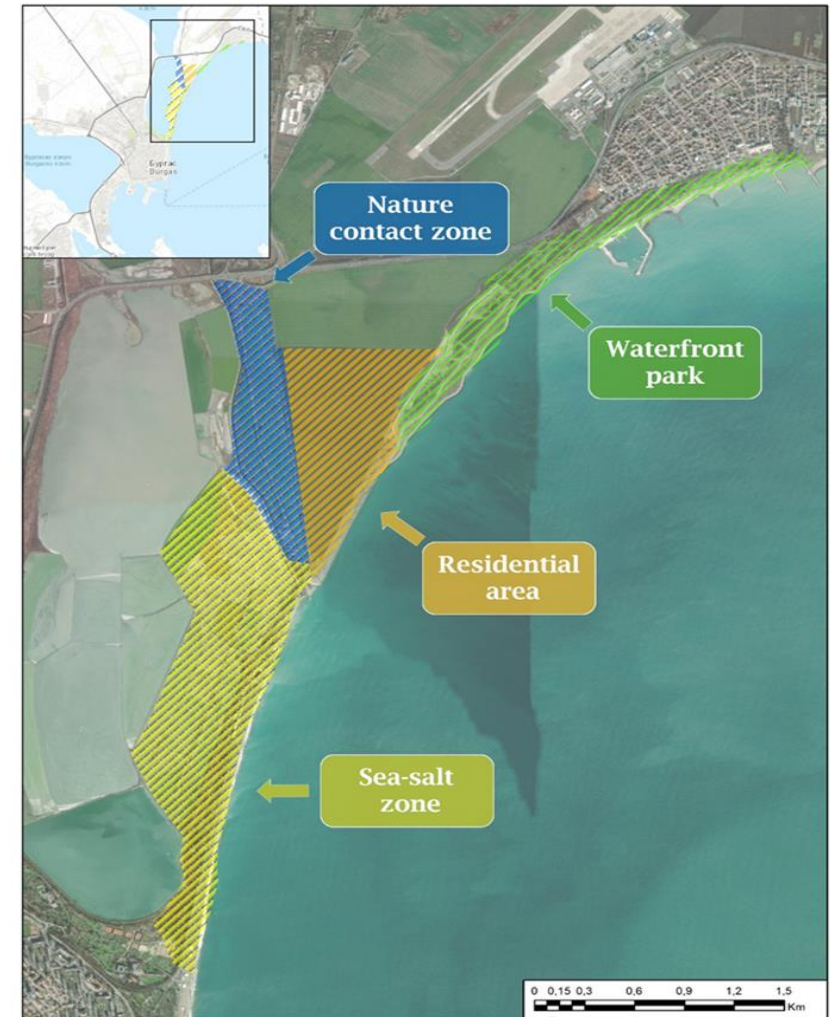 Бургас
Burgas
Nature
contact zone
Waterfront
park
Residential
area
Sea-salt
zone
0 0,15 0,3 0,6 0,9 1,2 1,5
Km